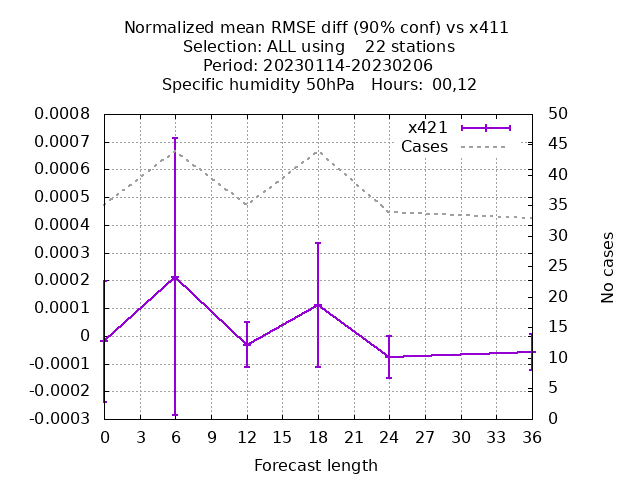 Normalized mean RMSE diff (90% conf) vs x411
Selection: ALL using    22 stations
Period: 20230114-20230206
Specific humidity 50hPa   Hours:  00,12
x421
Cases
0.0008
0.0007
0.0006
0.0005
0.0004
0.0003
0.0002
0.0001
0
-0.0001
-0.0002
-0.0003
50
45
40
35
30
25
20
15
10
5
0
No cases
0 3 6 9 12 15 18 21 24 27 30 33 36
Forecast length